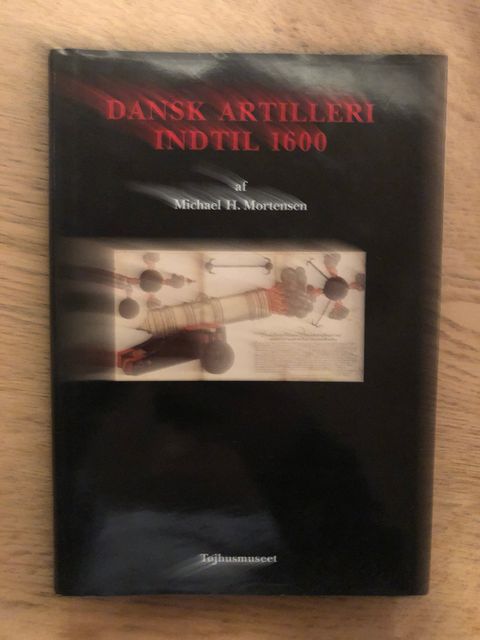 DANSK ARTILLERI
INDTIL 1600
af
Michael H. Mortensen
Tøjhusmuseet